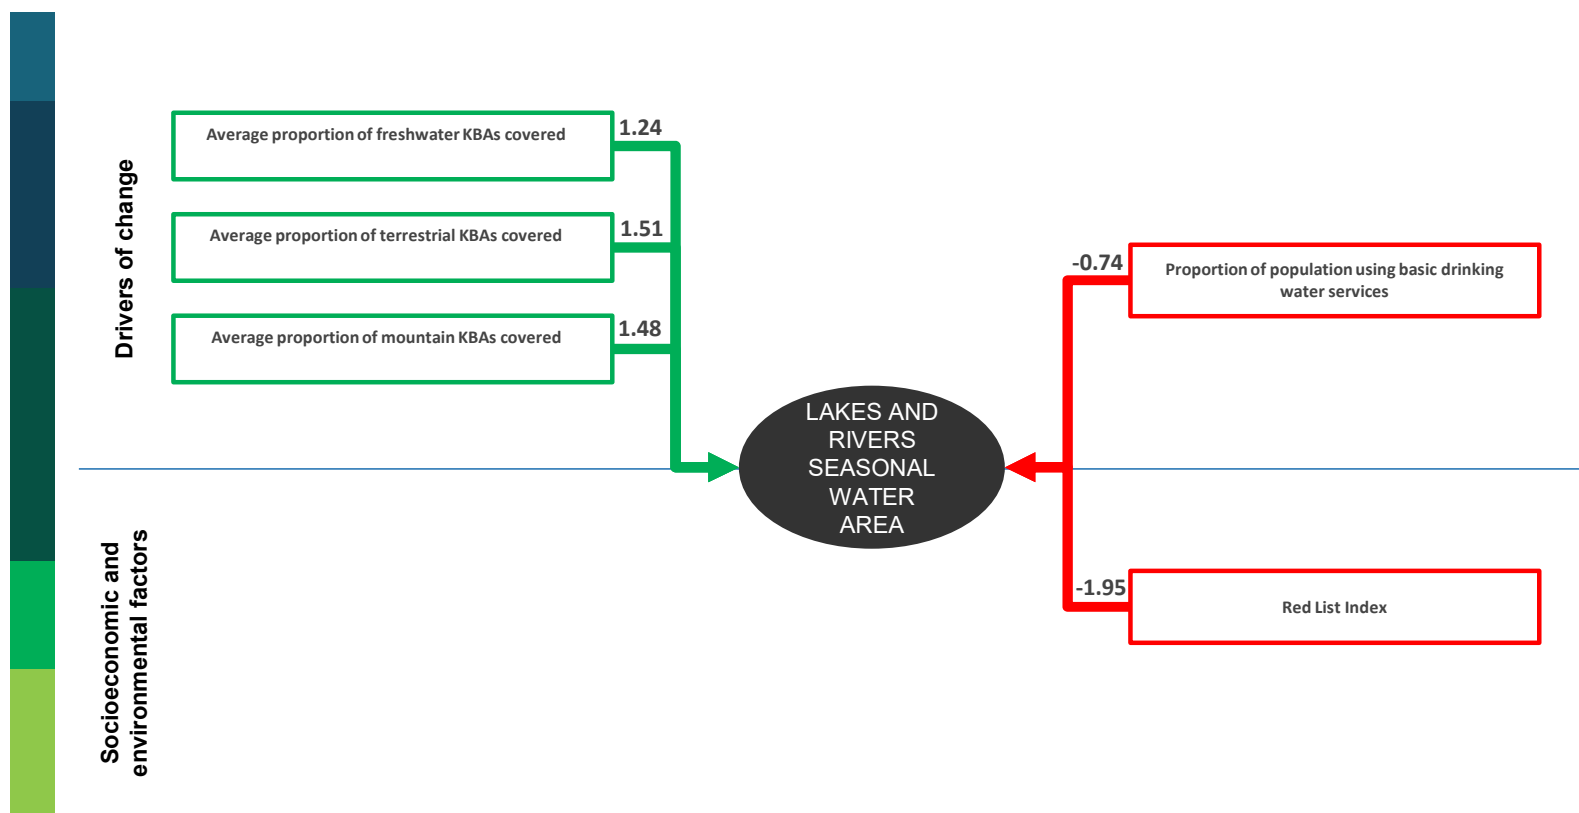 Drivers of change
Average proportion of freshwater KBAs covered
1.24
Average proportion of terrestrial KBAs covered
1.51
Average proportion of mountain KBAs covered
1.48
-0.74
Proportion of population using basic drinking
water services
LAKES AND
RIVERS
SEASONAL
WATER
AREA
Socioeconomic and
environmental factors
-1.95
Red List Index